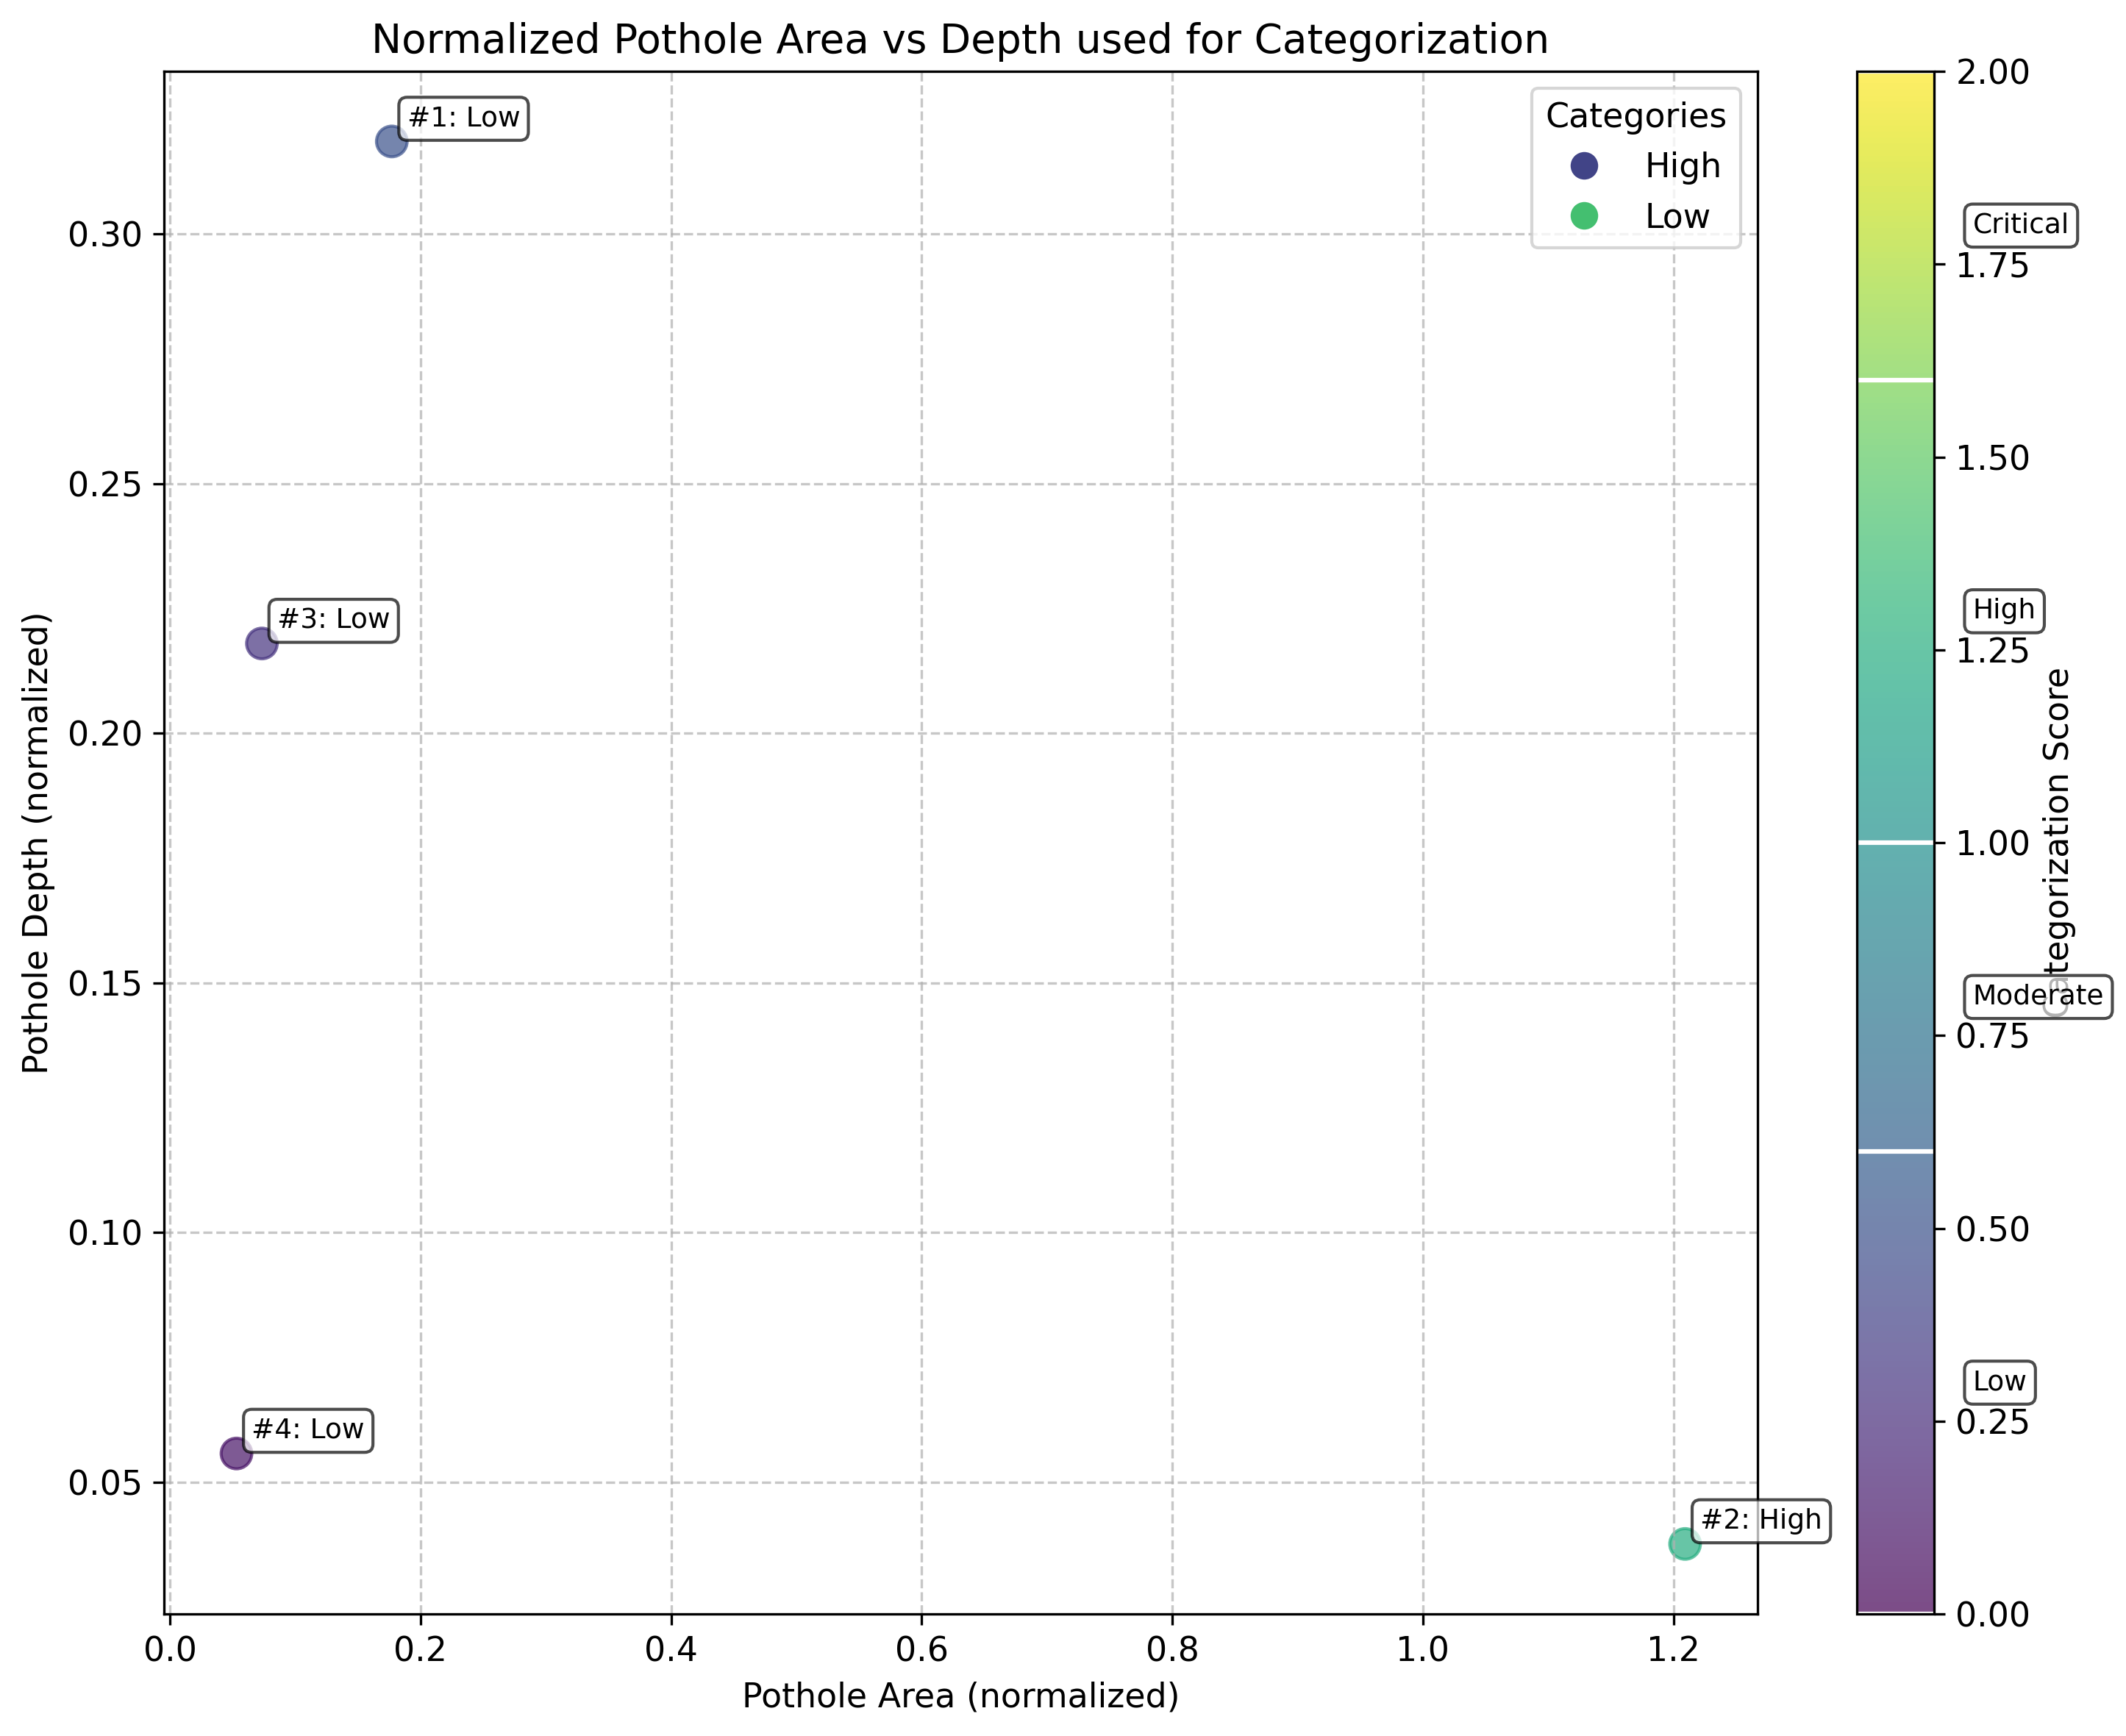 Normalized Pothole Area vs Depth used for Categorization
Pothole Depth (normalized)
0.30
0.25
0.20
0.15
0.10
0.05
#1: Low
#3: Low
#4: Low
#2: High
Categories
High
Low
0.0 0.2 0.4 0.6 0.8 1.0 1.2
Pothole Area (normalized)
2.00
Critical
1.75
1.50
High
1.25
1.00
Moderate
0.75
0.50
Low
0.25
0.00
Categorization Score